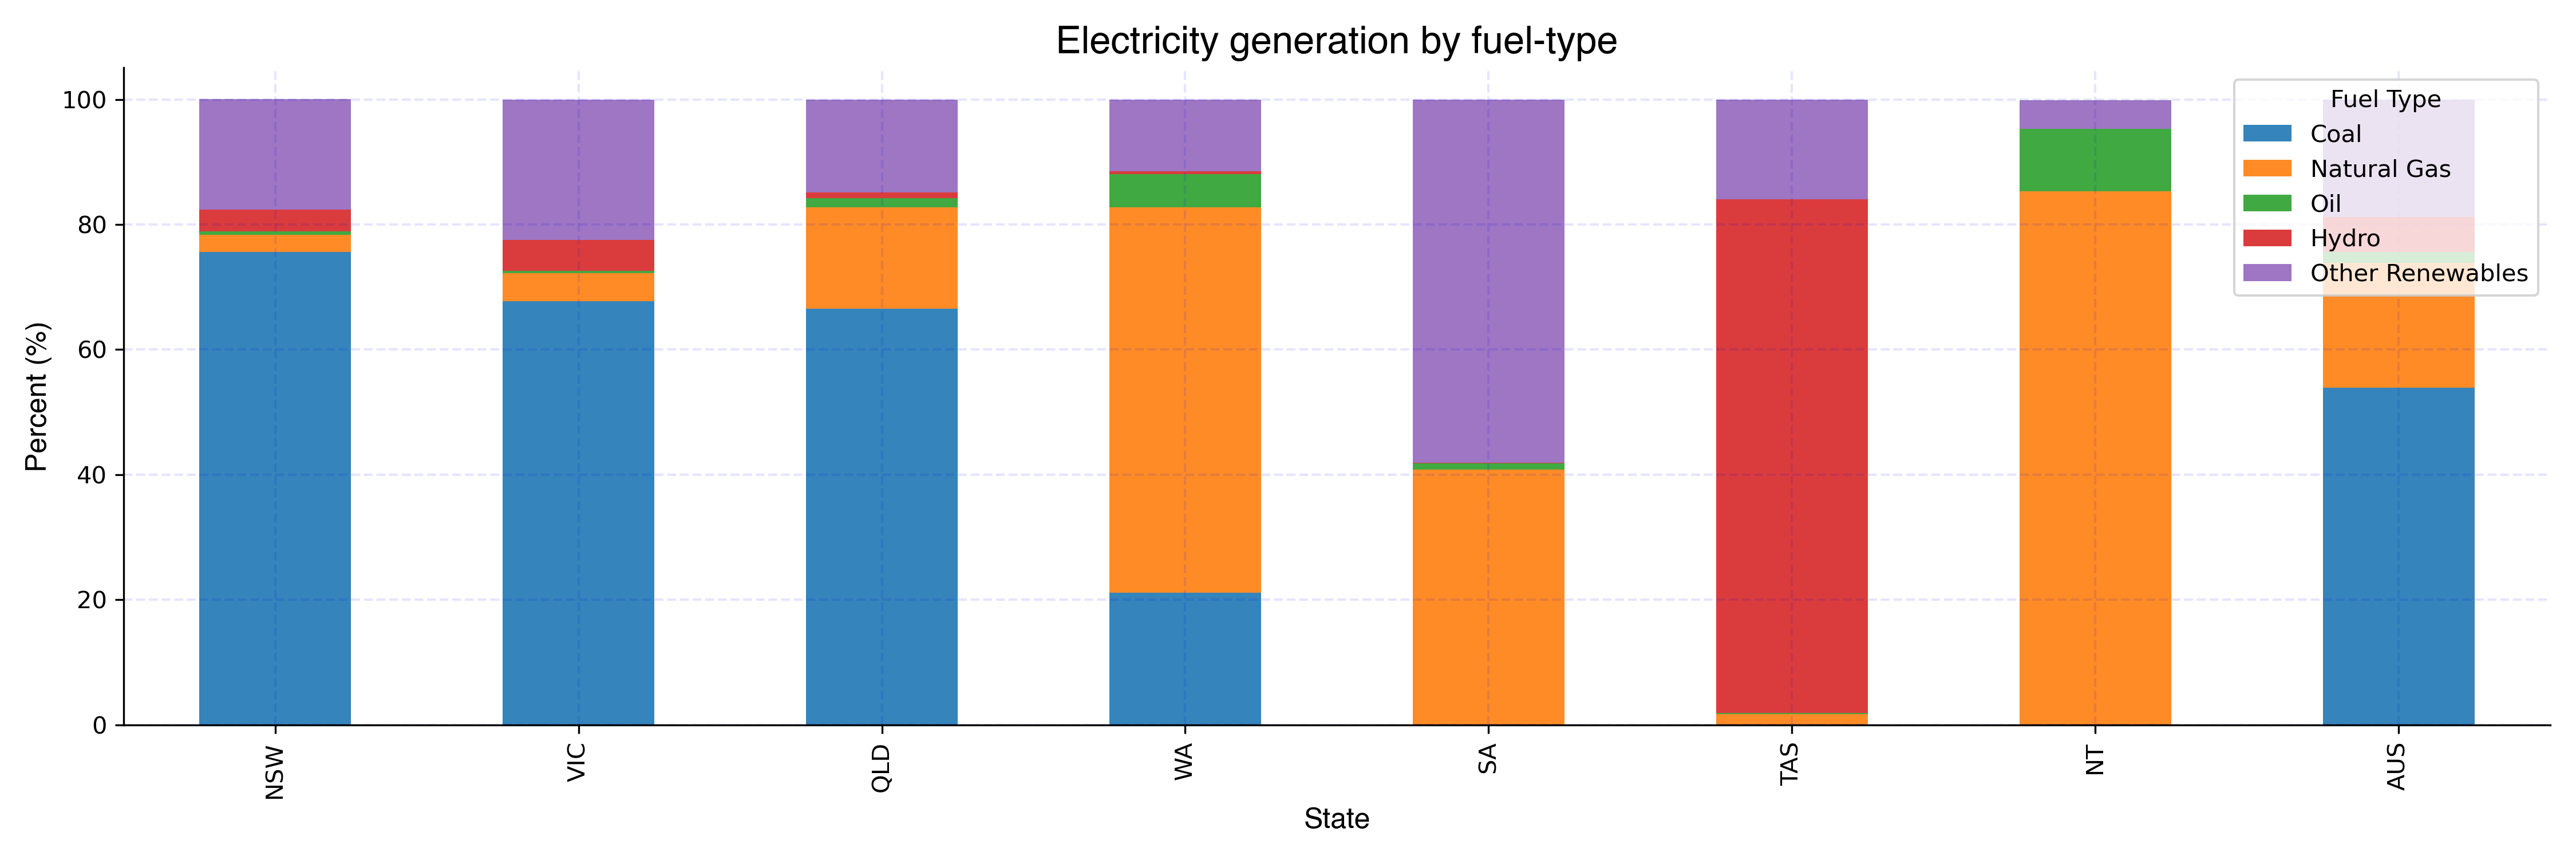 Electricity generation by fuel-type
Percent (%)
100
80
60
40
20
0
Fuel Type
Coal
Natural Gas
Oil
Hydro
Other Renewables
NSW
VIC
QLD
WA
SA
TAS
NT
AUS
State